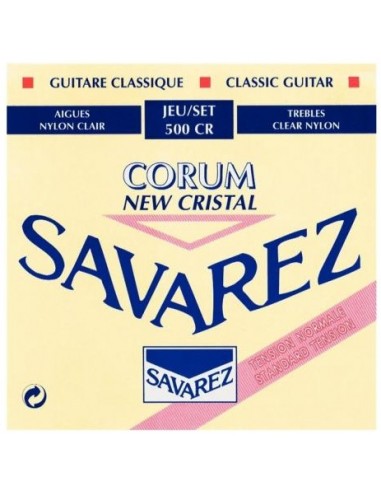 GUITARE CLASSIQUE CLASSIC GUITAR
AIGUES
NYLON CLAIR
JEU/SET
500 CR
TREBLES
CLEAR NYLON
CORUM
NEW CRISTAL
SAVAREZ
TENSION NORMALE
STANDARD TENSION
SAVAREZ